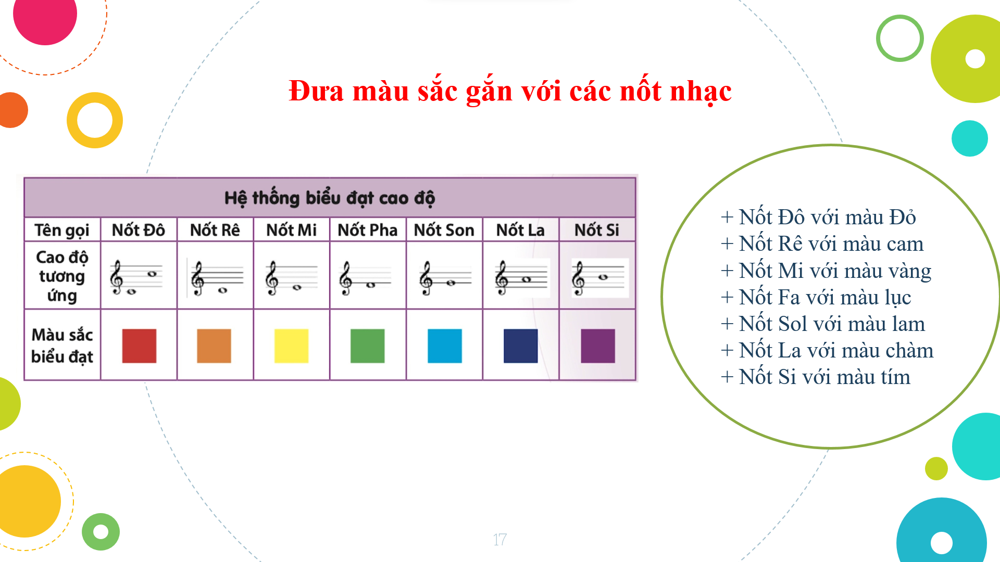 Đưa màu sắc gắn với các nốt nhạc
Hệ thống biểu đạt cao độ
Tên gọi Nốt Đô Nốt Rê Nốt Mi Nốt Pha Nốt Son Nốt La Nốt Si
Cao độ
tương
ứng
Màu sắc
biểu đạt
+ Nốt Đô với màu Đỏ
+ Nốt Rê với màu cam
+ Nốt Mi với màu vàng
+ Nốt Fa với màu lục
+ Nốt Sol với màu lam
+ Nốt La với màu chàm
+ Nốt Si với màu tím
17